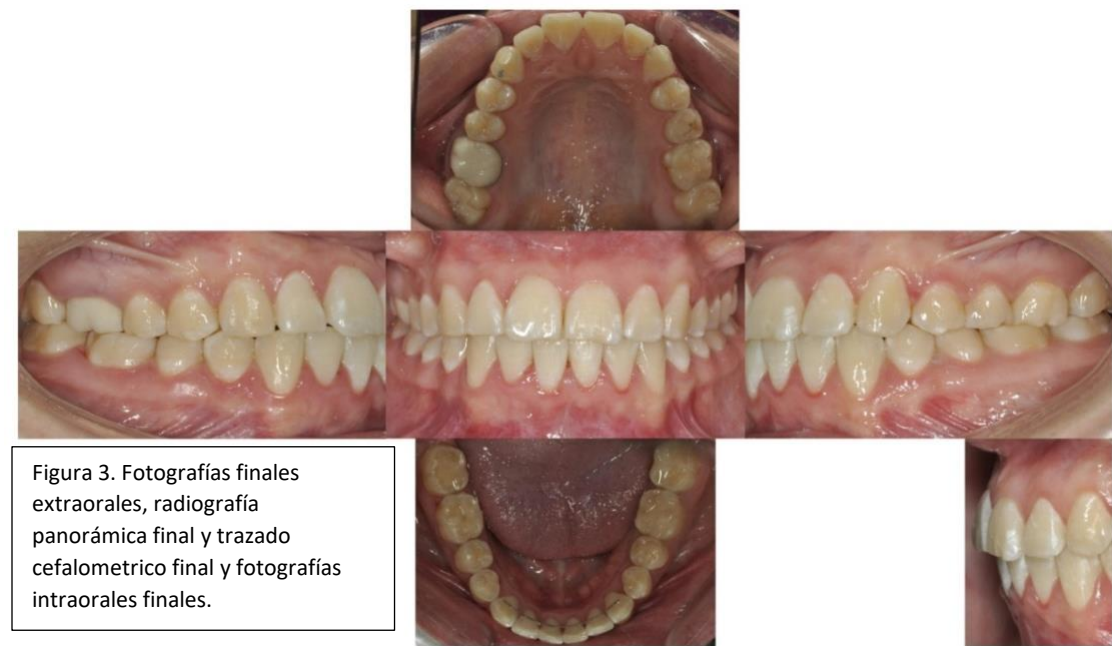 Figura 3. Fotografías finales
extraorales, radiografía
panorámica final y trazado
cefalometrico final y fotografías
intraorales finales.